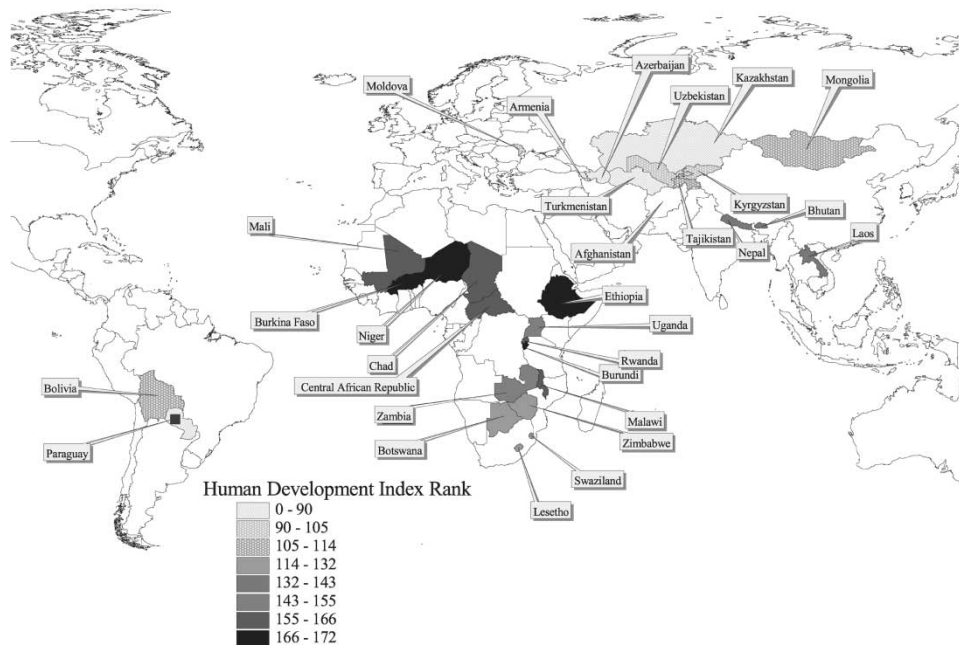 Azerbaijan
Kazakhstan
Moldova
Uzbekistan
Mongolia
Armenia
Turkmenistan
Kyrgyzstan
Bhutan
Mali
Afghanistan
Tajikistan
Nepal
Laos
Ethiopia
Burkina Faso
Niger
Uganda
Chad
Rwanda
Central African Republic
Burundi
Bolivia
Zambia
Malawi
Botswana
Zimbabwe
Paraguay
Swaziland
Lesetho
Human Development Index Rank
0 - 90
90 - 105
105 - 114
114 - 132
132 - 143
143 - 155
155 - 166
166 - 172